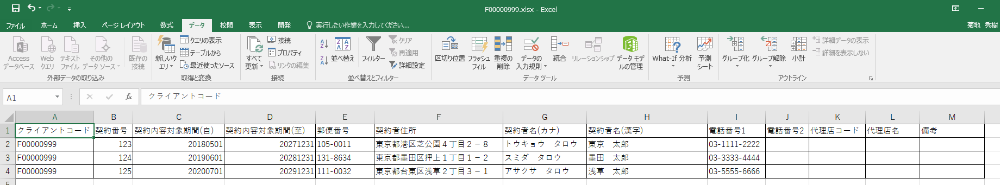 F00000999.xlsx - Excel
ファイル ホーム 挿入 ページ レイアウト 数式 データ 校閲 表示 開発 実行したい作業を入力してください... 菊地 秀樹
Access データベース
Web クエリ
テキスト ファイル
その他の データ ソース
既存の 接続
外部データの取り込み
新しいク エリ
クエリの表示
テーブルから
最近使ったソース
取得と変換
すべて 更新
接続
プロパティ
リンクの編集
接続
並べ替え
フィルター
クリア
再適用
詳細設定
並べ替えとフィルター
区切り位置
フラッシュ フィル
重複の 削除
データの 入力規則
統合
リレーションシップ
データ モデ ルの管理
データ ツール
What-If 分析
予測 シート
予測
グループ化
グループ解除
小計
詳細データの表示
詳細を表示しない
アウトライン
A1 fx クライアントコード
A B C D E F G H I J K L M
1 クライアントコード 契約番号 契約内容対象期間(自) 契約内容対象期間(至) 郵便番号 契約者住所 契約者名(カナ) 契約者名(漢字) 電話番号1 電話番号2 代理店コード 代理店名 備考
2 F00000999 123 20180501 20271231 105-0011 東京都港区芝公園４丁目２－８ トウキョウ　タロウ 東京　太郎 03-1111-2222
3 F00000999 124 20190601 20281231 131-8634 東京都墨田区押上１丁目１－２ スミダ　タロウ 墨田　太郎 03-3333-4444
4 F00000999 125 20200701 20291231 111-0032 東京都台東区浅草２丁目３－１ アサクサ　タロウ 浅草　太郎 03-5555-6666
5